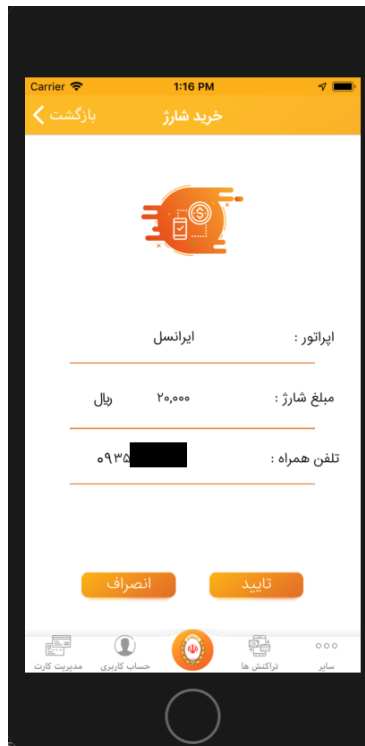 Carrier 1:16 PM
خرید شارژ بازگشت
اپراتور : ایرانسل
مبلغ شارژ : ۲۰,۰۰۰ ریال
تلفن همراه : ۰۹۳۵
تایید انصراف
سایر تراکنش ها حساب کاربری مدیریت کارت